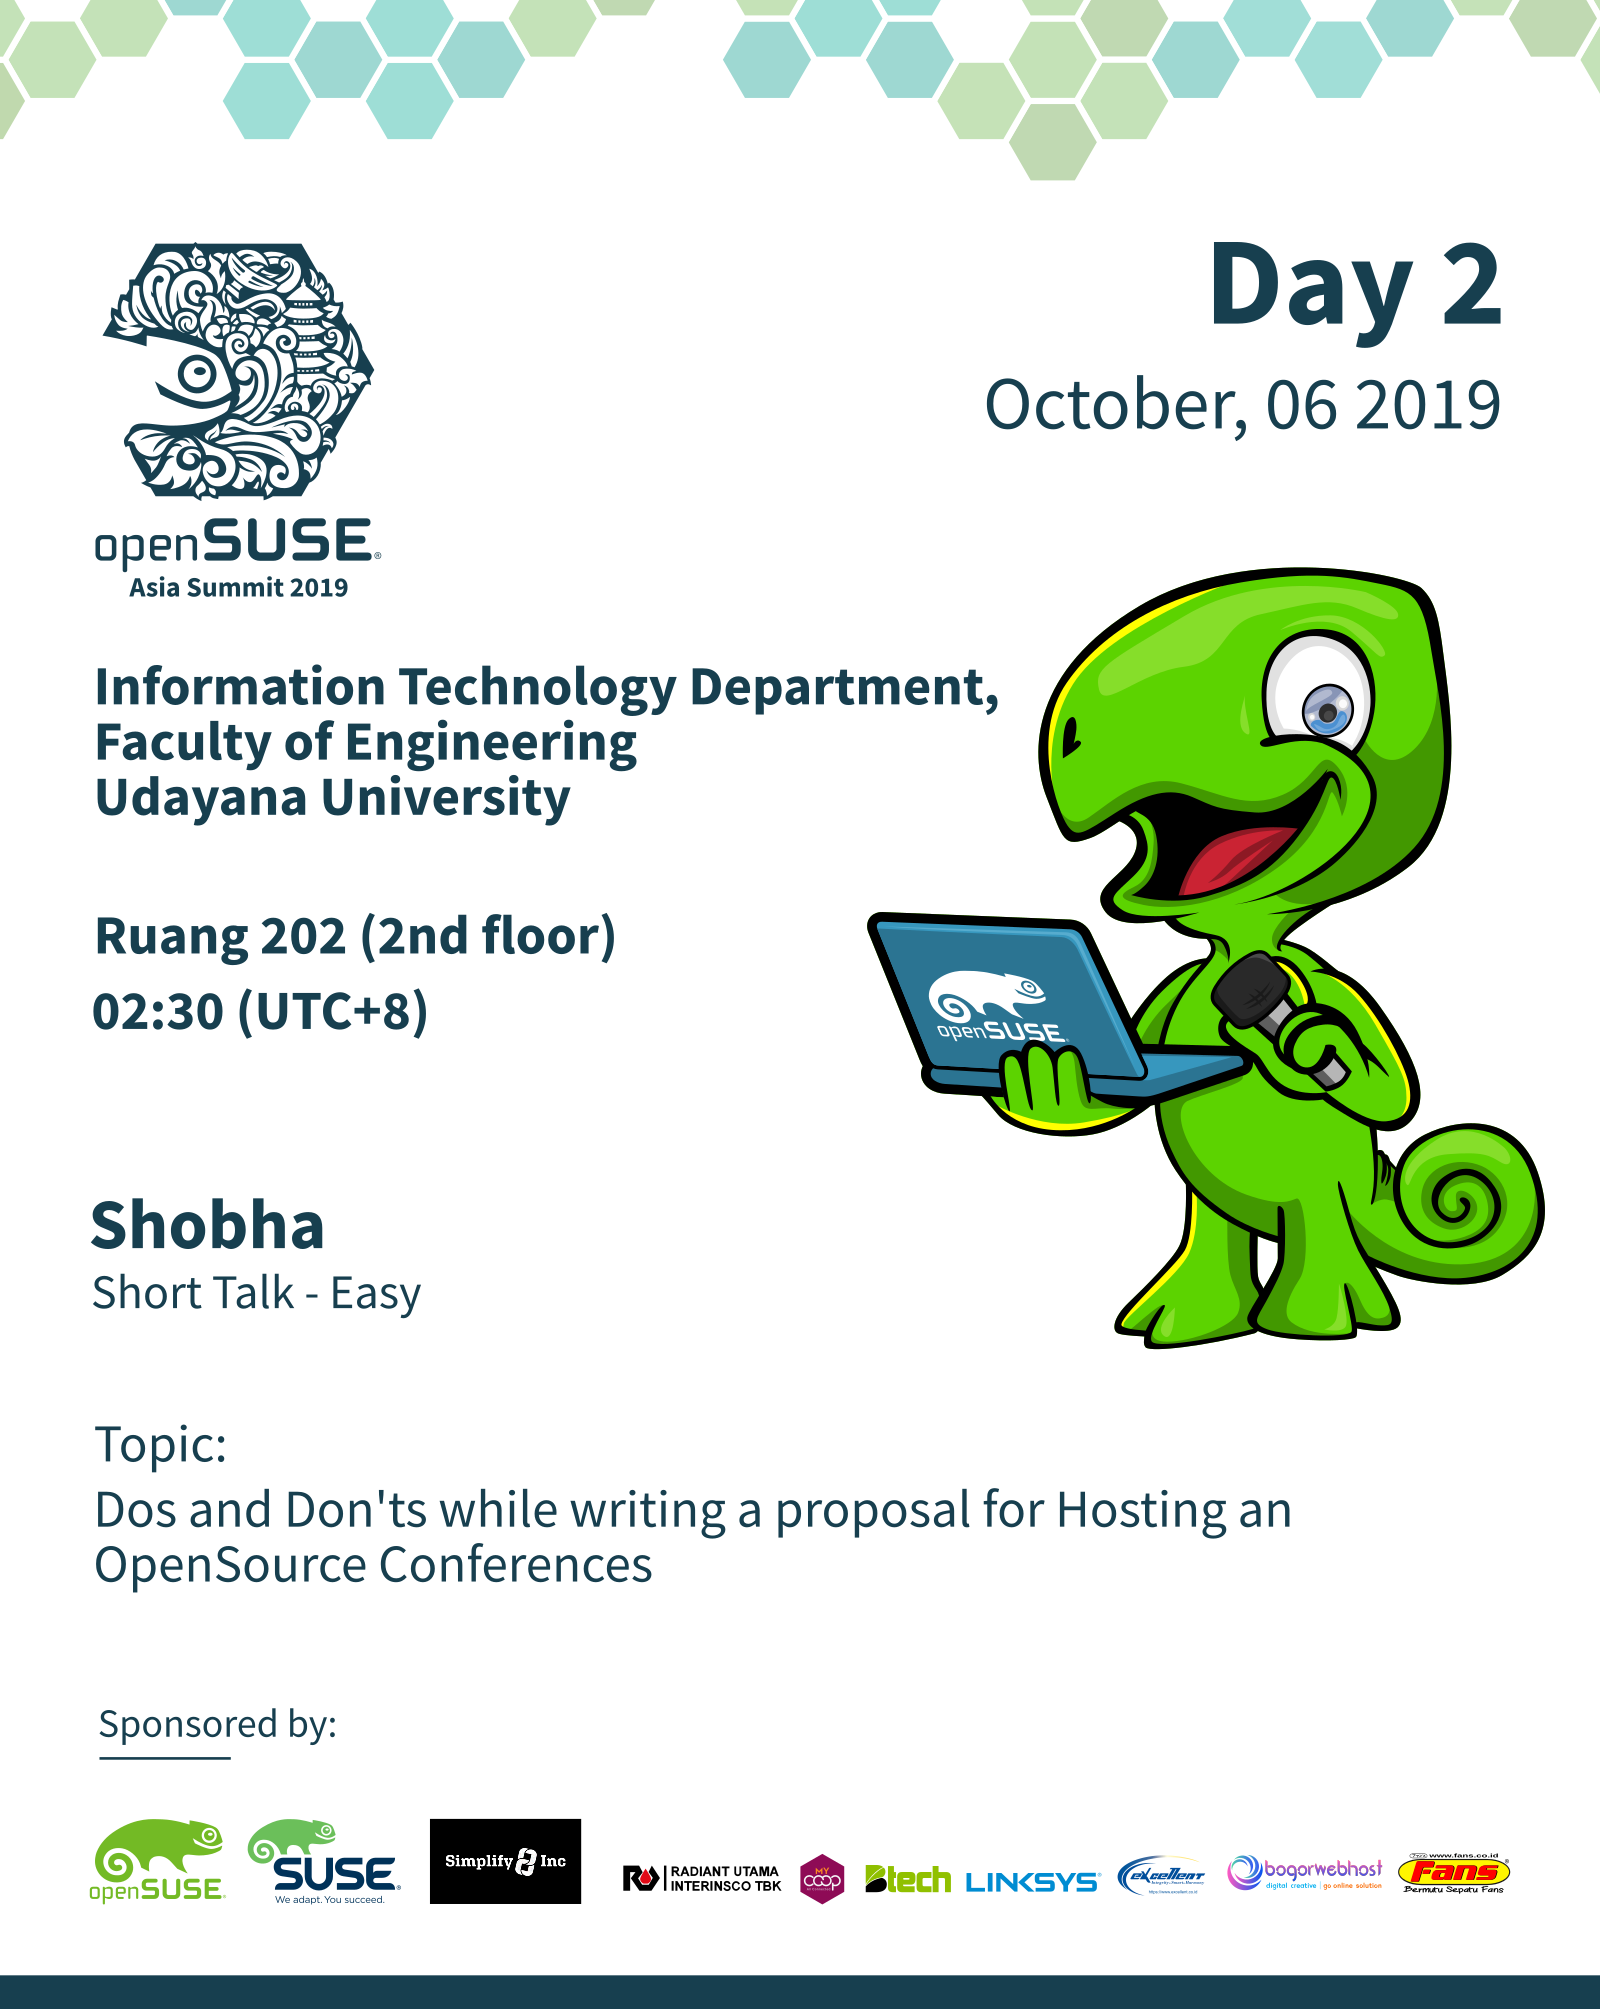 Day 2
October, 06 2019
openSUSE®
Asia Summit 2019
Information Technology Department,
Faculty of Engineering
Udayana University
Ruang 202 (2nd floor)
02:30 (UTC+8)
openSUSE
Shobha
Short Talk - Easy
Topic:
Dos and Don'ts while writing a proposal for Hosting an
OpenSource Conferences
Sponsored by:
openSUSE
SUSE®
We adapt. You succeed.
Simplify Inc
RADIANT UTAMA
INTERINSCO TBK
MY
COOP
Btech
LINKSYS
eXcellent
bogorwebhost
digital creative | go online solution
www.fans.co.id
Fans®
Bermutu Sepatu Fans